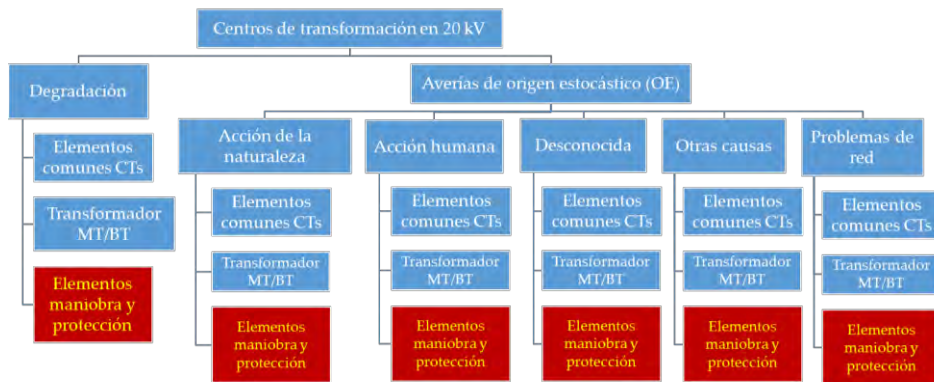 Centros de transformación en 20 kV
Degradación
Averías de origen estocástico (OE)
Elementos
comunes CTs
Transformador
MT/BT
Elementos
maniobra y
protección
Acción de la
naturaleza
Elementos
comunes CTs
Transformador
MT/BT
Elementos
maniobra y
protección
Acción humana
Elementos
comunes CTs
Transformador
MT/BT
Elementos
maniobra y
protección
Desconocida
Elementos
comunes CTs
Transformador
MT/BT
Elementos
maniobra y
protección
Otras causas
Elementos
comunes CTs
Transformador
MT/BT
Elementos
maniobra y
protección
Problemas de
red
Elementos
comunes CTs
Transformador
MT/BT
Elementos
maniobra y
protección